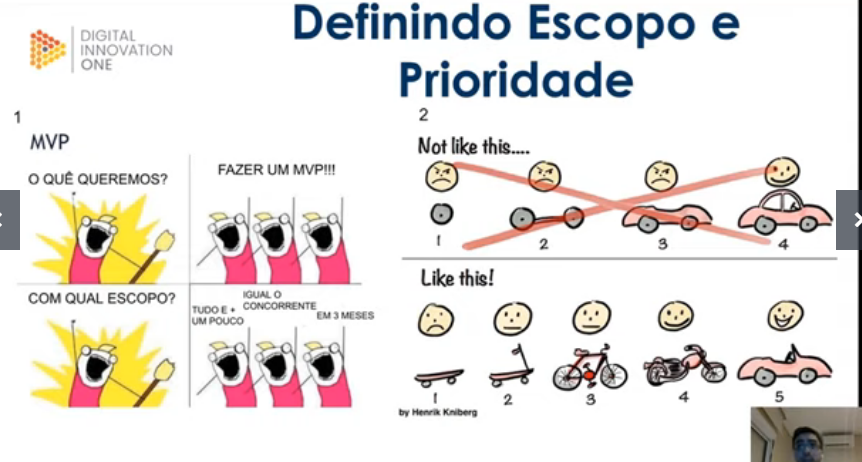 DIGITAL
INNOVATION
ONE
Definindo Escopo e
Prioridade
1
MVP
O QUÊ QUEREMOS?
FAZER UM MVP!!!
COM QUAL ESCOPO?
TUDO E +
UM POUCO
IGUAL O
CONCORRENTE
EM 3 MESES
2
Not like this....
1
2
3
4
Like this!
1
2
3
4
5
by Henrik Kniberg